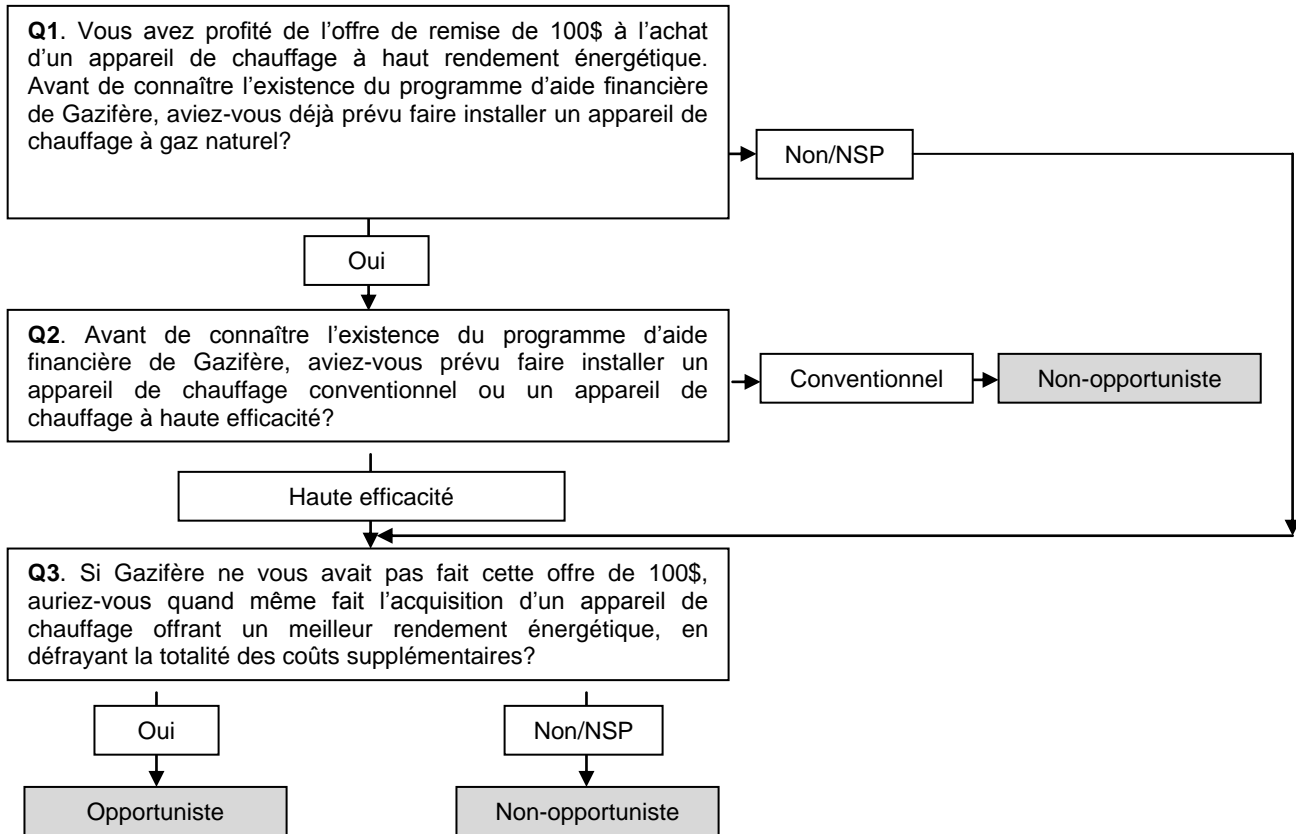 Q1. Vous avez profité de l'offre de remise de 100$ à l'achat
d'un appareil de chauffage à haut rendement énergétique.
Avant de connaître l'existence du programme d'aide financière
de Gazifère, aviez-vous déjà prévu faire installer un appareil de
chauffage à gaz naturel?
Non/NSP
Oui
Q2. Avant de connaître l'existence du programme d'aide
financière de Gazifère, aviez-vous prévu faire installer un
appareil de chauffage conventionnel ou un appareil de
chauffage à haute efficacité?
Conventionnel
Non-opportuniste
Haute efficacité
Q3. Si Gazifère ne vous avait pas fait cette offre de 100$,
auriez-vous quand même fait l'acquisition d'un appareil de
chauffage offrant un meilleur rendement énergétique, en
défrayant la totalité des coûts supplémentaires?
Oui
Non/NSP
Opportuniste
Non-opportuniste